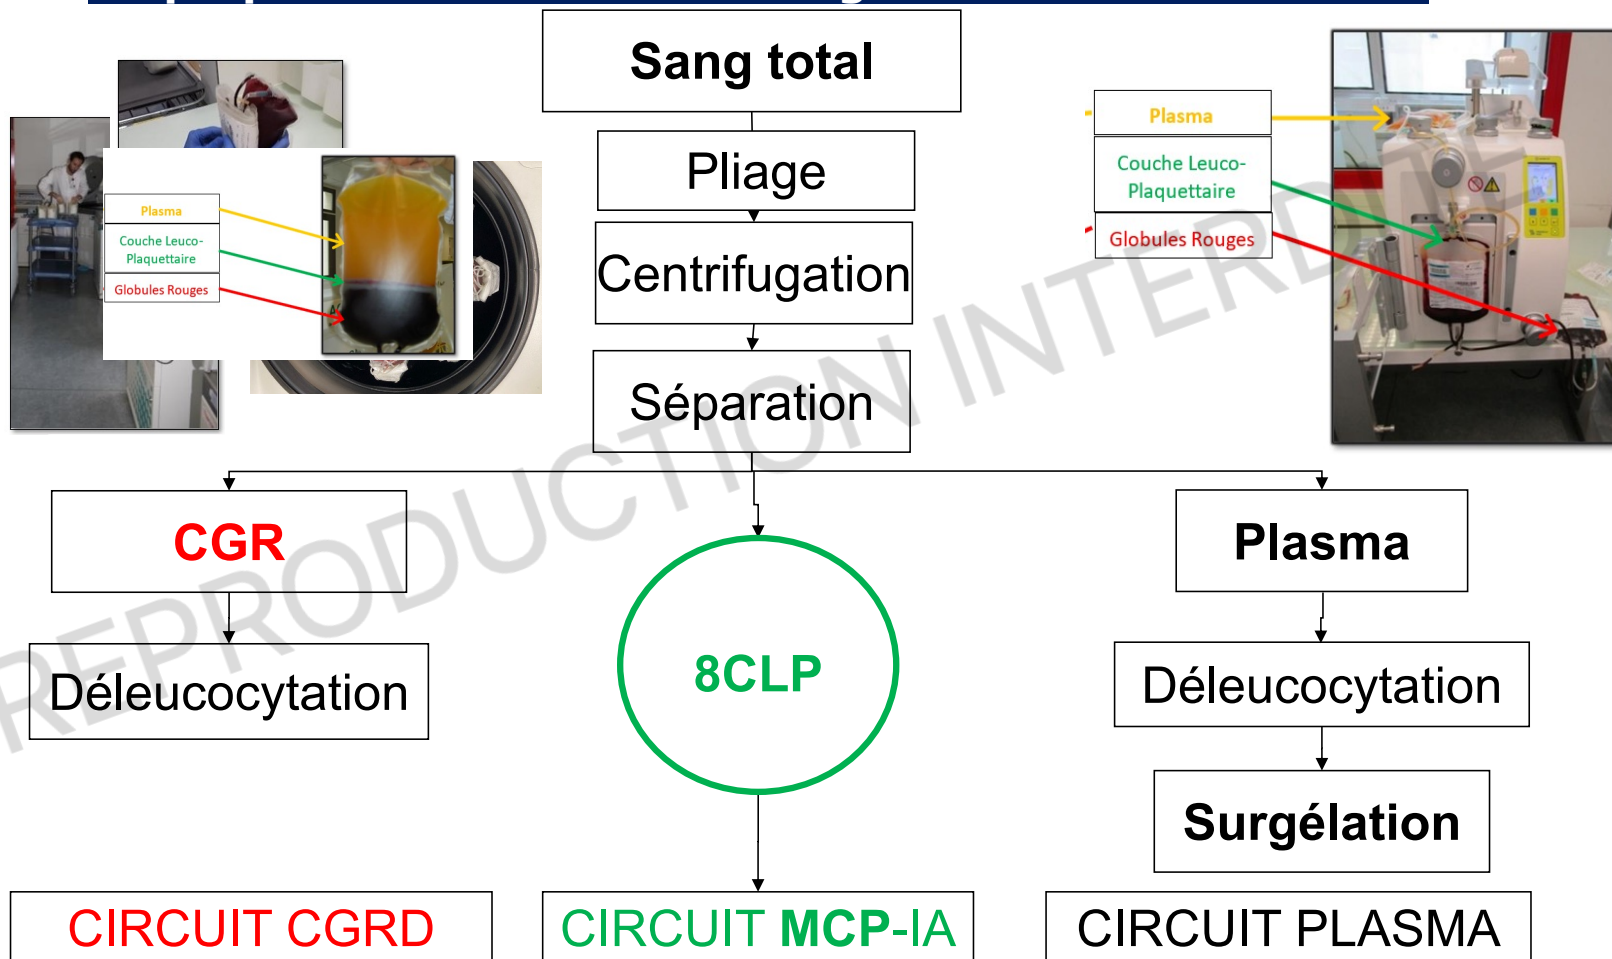 Sang total
Pliage
Centrifugation
Séparation
Plasma
Couche Leuco-
Plaquettaire
Globules Rouges
Plasma
Couche Leuco-
Plaquettaire
Globules Rouges
CGR
8CLP
Plasma
Déleucocytation
Déleucocytation
Surgélation
CIRCUIT CGRD
CIRCUIT MCP-IA
CIRCUIT PLASMA
REPRODUCTION INTERDITE